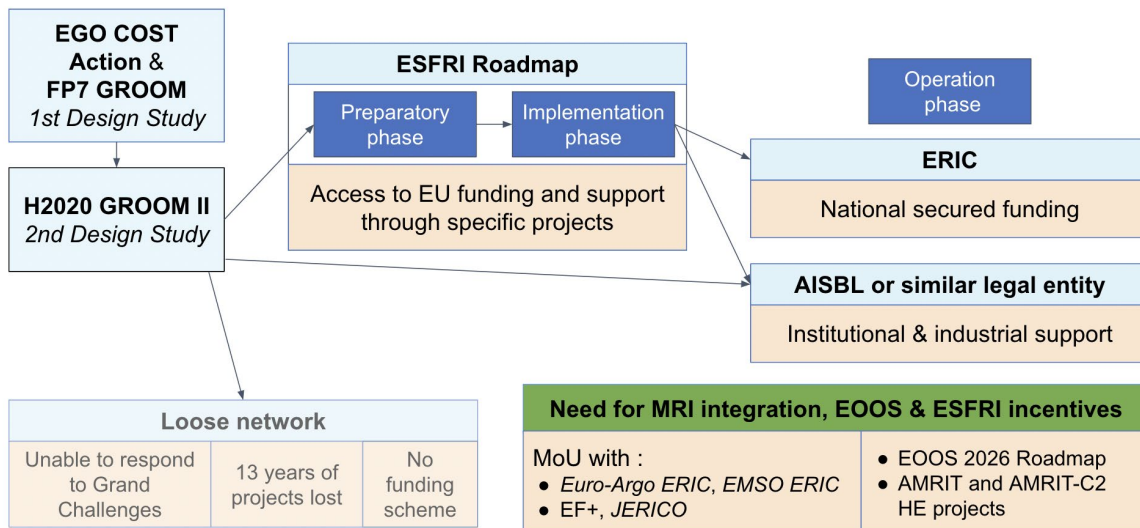 EGO COST
Action &
FP7 GROOM
1st Design Study
H2020 GROOM II
2nd Design Study
ESFRI Roadmap
Preparatory
phase
Implementation
phase
Access to EU funding and support
through specific projects
Operation
phase
ERIC
National secured funding
AISBL or similar legal entity
Institutional & industrial support
Loose network
Unable to respond
to Grand
Challenges
13 years of
projects lost
No
funding
scheme
Need for MRI integration, EOOS & ESFRI incentives
MoU with :
● Euro-Argo ERIC, EMSO ERIC
● EF+, JERICO
● EOOS 2026 Roadmap
● AMRIT and AMRIT-C2
HE projects